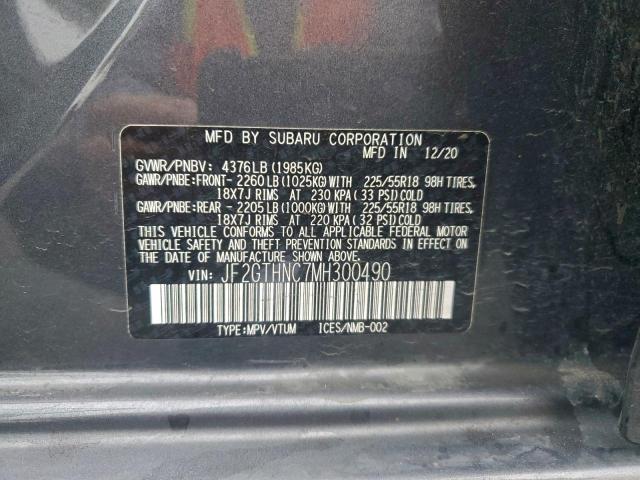 MFD BY SUBARU CORPORATION
MFD IN 12/20
GVWR/PNBV: 4376LB(1985KG)
GAWR/PNBE:FRONT-2260LB(1025KG)WITH 225/55R18 98H TIRES,
18X7J RIMS AT 230 KPA(33 PSI)COLD
GAWR/PNBE:REAR -2205LB(1000KG)WITH 225/55R18 98H TIRES,
18X7J RIMS AT 220 KPA(32 PSI)COLD
THIS VEHICLE CONFORMS TO ALL APPLICABLE FEDERAL MOTOR
VEHICLE SAFETY AND THEFT PREVENTION STANDARDS IN EFFECT ON
THE DATE OF MANUFACTURE SHOWN ABOVE.
VIN: JF2GTHNC7MH300490
TYPE:MPV/VTUM ICES/NMB-002